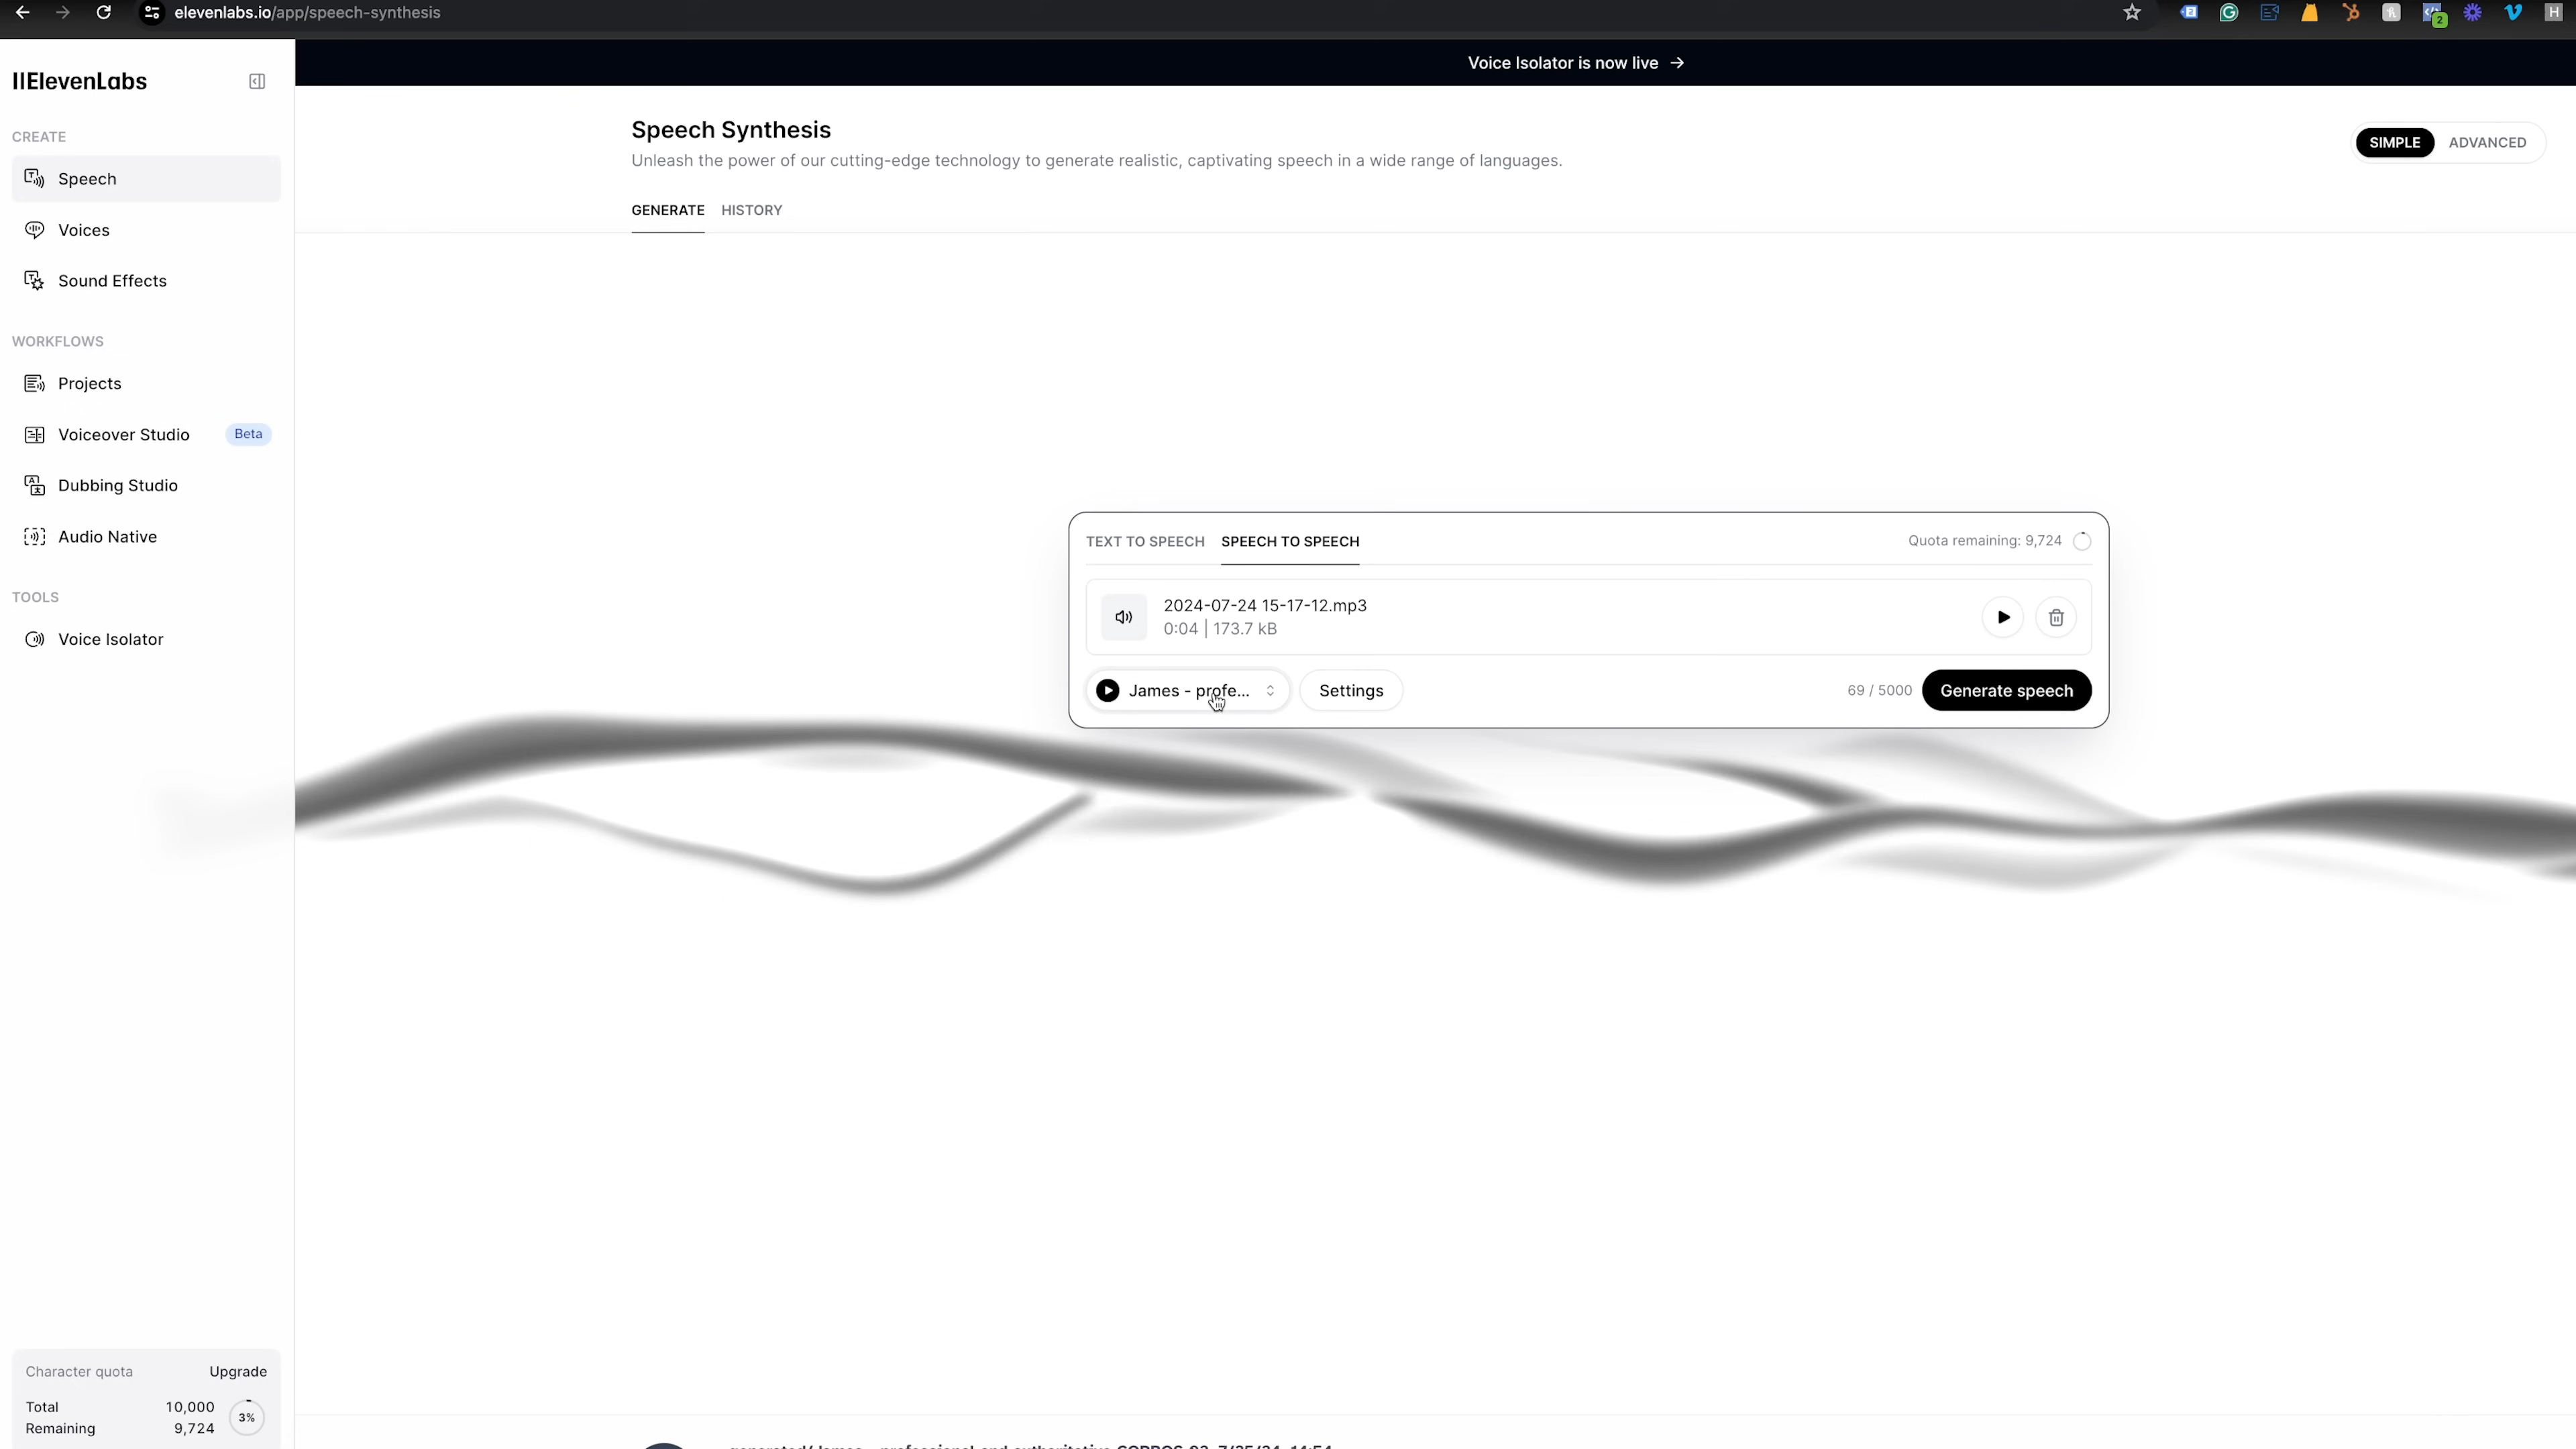 elevenlabs.io/app/speech-synthesis
2
H
IIElevenLabs
Voice Isolator is now live →
CREATE
Speech
Voices
Sound Effects
WORKFLOWS
Projects
Voiceover Studio Beta
Dubbing Studio
Audio Native
TOOLS
Voice Isolator
Speech Synthesis
Unleash the power of our cutting-edge technology to generate realistic, captivating speech in a wide range of languages.
SIMPLE ADVANCED
GENERATE HISTORY
TEXT TO SPEECH SPEECH TO SPEECH Quota remaining: 9,724
2024-07-24 15-17-12.mp3
0:04 | 173.7 kB
James - profe... Settings 69 / 5000 Generate speech
Character quota Upgrade
Total 10,000
Remaining 9,724
3%